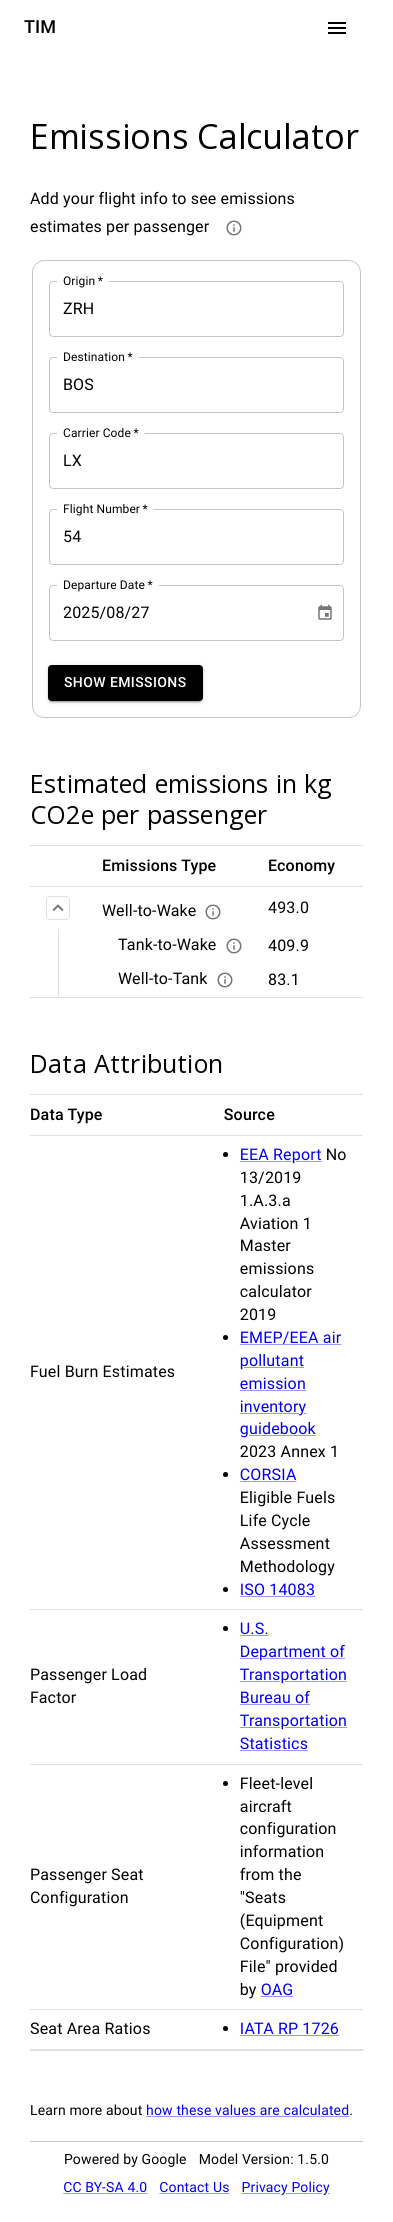 TIM
Emissions Calculator
Add your flight info to see emissions
estimates per passenger
Origin *
ZRH
Destination *
BOS
Carrier Code *
LX
Flight Number *
54
Departure Date *
2025/08/27
SHOW EMISSIONS
Estimated emissions in kg
CO2e per passenger
Emissions Type Economy
Well-to-Wake 493.0
Tank-to-Wake 409.9
Well-to-Tank 83.1
Data Attribution
Data Type Source
Fuel Burn Estimates
• EEA Report No
13/2019
1.A.3.a
Aviation 1
Master
emissions
calculator
2019
• EMEP/EEA air
pollutant
emission
inventory
guidebook
2023 Annex 1
• CORSIA
Eligible Fuels
Life Cycle
Assessment
Methodology
• ISO 14083
Passenger Load
Factor
• U.S.
Department of
Transportation
Bureau of
Transportation
Statistics
Passenger Seat
Configuration
• Fleet-level
aircraft
configuration
information
from the
"Seats
(Equipment
Configuration)
File" provided
by OAG
Seat Area Ratios
• IATA RP 1726
Learn more about how these values are calculated.
Powered by Google Model Version: 1.5.0
CC BY-SA 4.0 Contact Us Privacy Policy